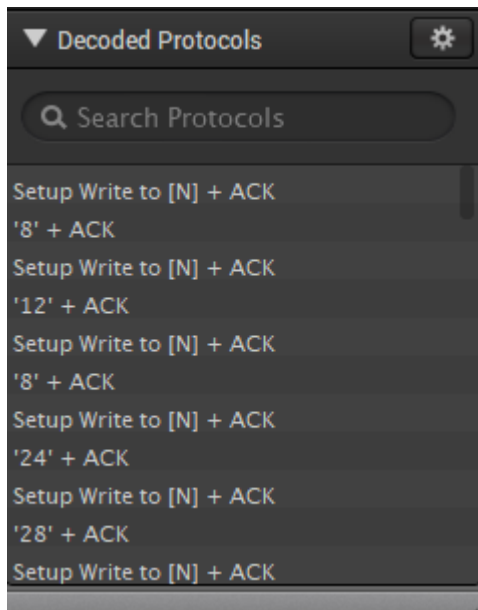 Decoded Protocols
Search Protocols
Setup Write to [N] + ACK
'8' + ACK
Setup Write to [N] + ACK
'12' + ACK
Setup Write to [N] + ACK
'8' + ACK
Setup Write to [N] + ACK
'24' + ACK
Setup Write to [N] + ACK
'28' + ACK
Setup Write to [N] + ACK